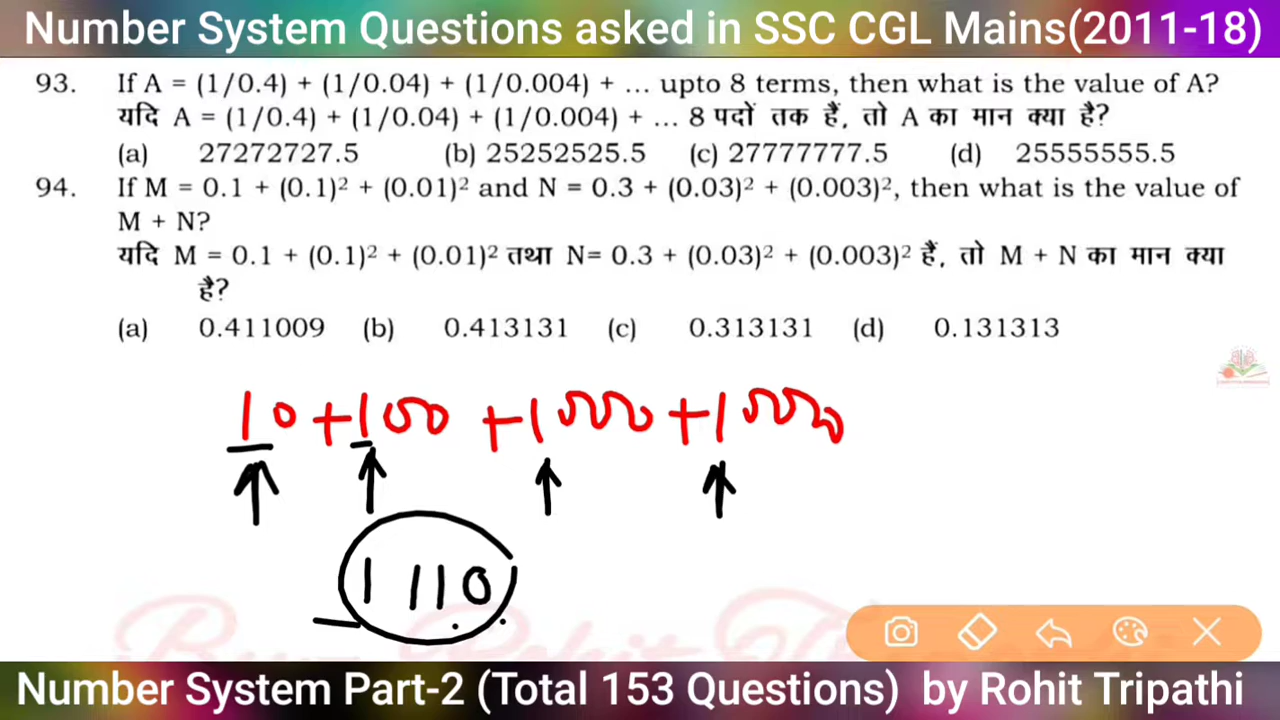 Number System Questions asked in SSC CGL Mains(2011-18)
93. If A = (1/0.4) + (1/0.04) + (1/0.004) + ... upto 8 terms, then what is the value of A?
यदि A = (1/0.4) + (1/0.04) + (1/0.004) + ... 8 पदों तक हैं, तो A का मान क्या है?
(a) 27272727.5 (b) 25252525.5 (c) 27777777.5 (d) 25555555.5
94. If M = 0.1 + (0.1)² + (0.01)² and N = 0.3 + (0.03)² + (0.003)², then what is the value of
M + N?
यदि M = 0.1 + (0.1)² + (0.01)² तथा N= 0.3 + (0.03)² + (0.003)² हैं, तो M + N का मान क्या
है?
(a) 0.411009 (b) 0.413131 (c) 0.313131 (d) 0.131313
10 + 100 + 1000 + 10000
1110
Number System Part-2 (Total 153 Questions) by Rohit Tripathi